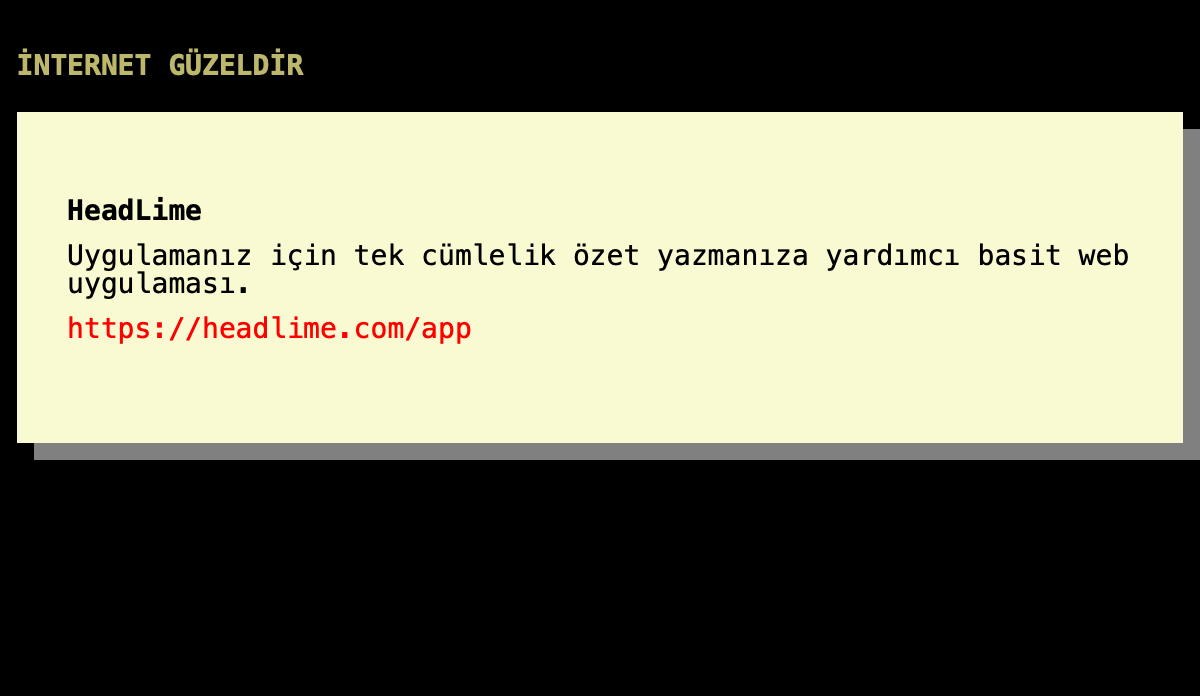 İNTERNET GÜZELDİR
HeadLime
Uygulamanız için tek cümlelik özet yazmanıza yardımcı basit web
uygulaması.
https://headlime.com/app